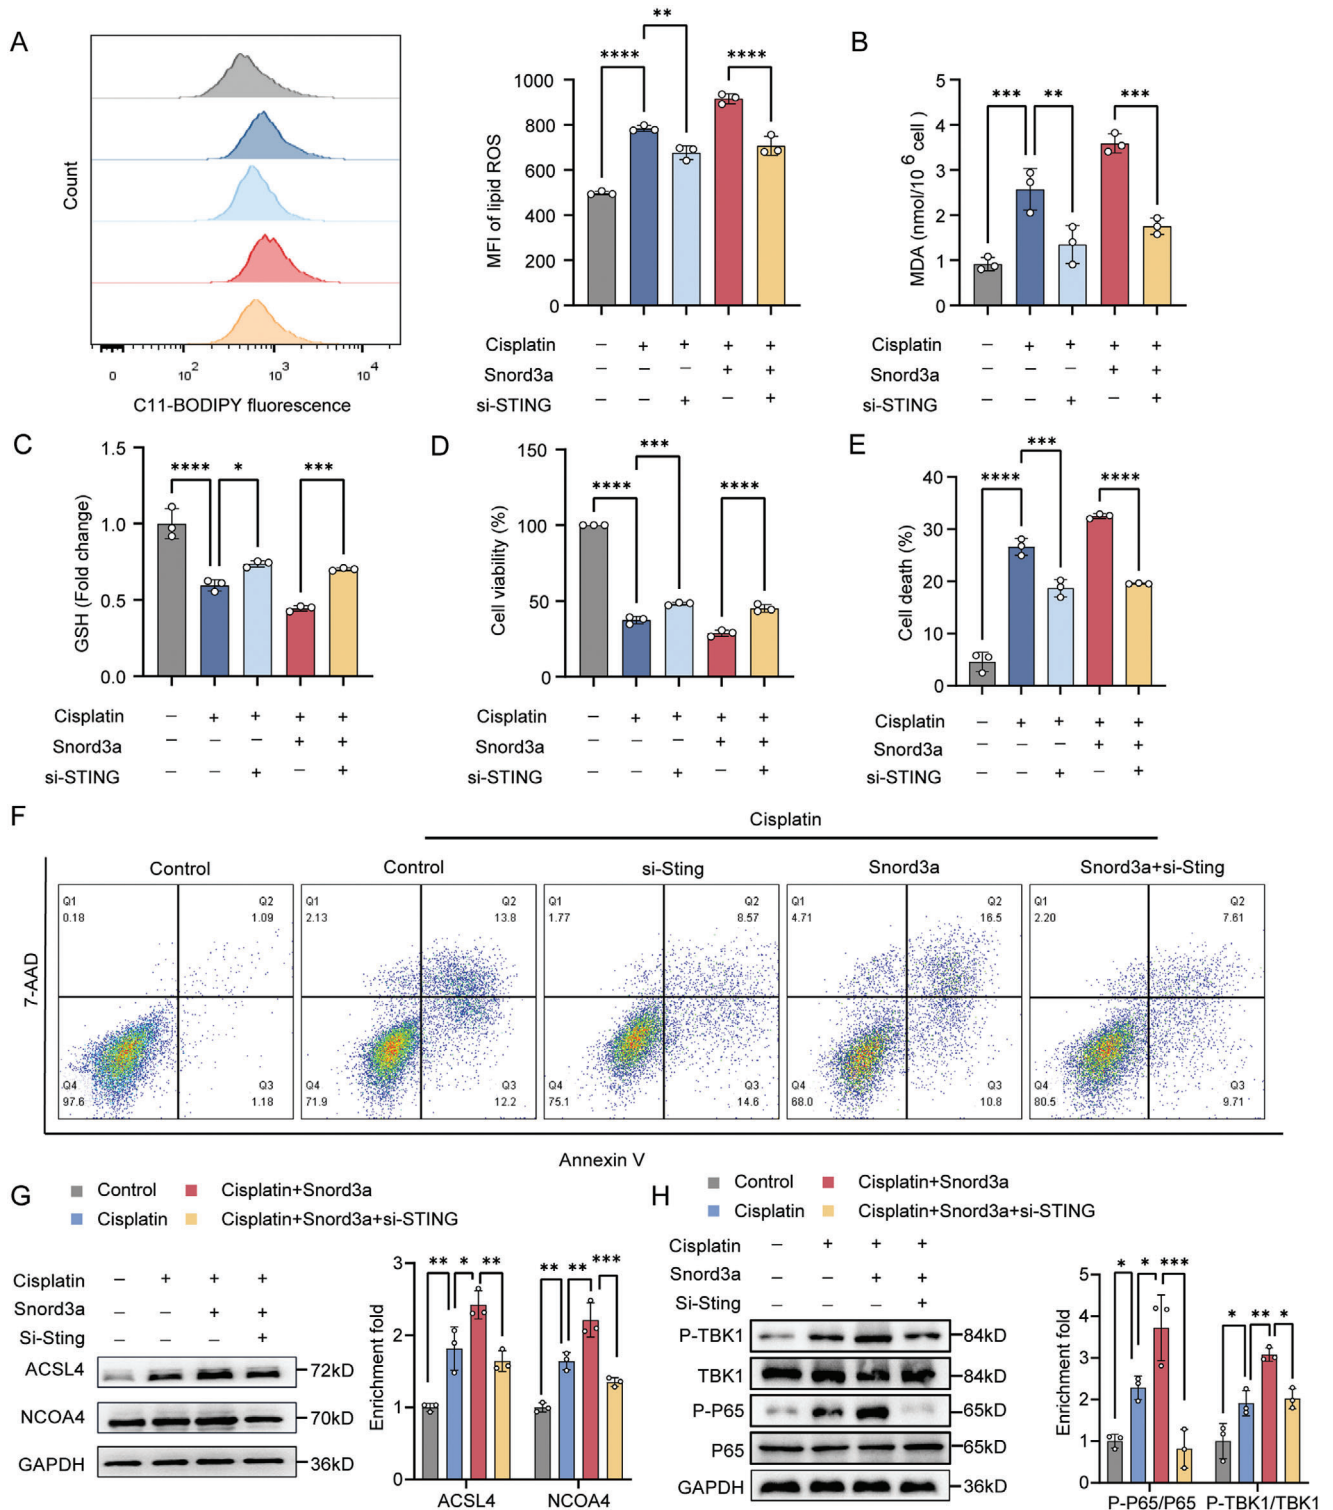 A
Count
0 10² 10³ 10⁴
C11-BODIPY fluorescence
** 
**** ****
MFI of lipid ROS
1000
800
600
400
200
0
Cisplatin – + + + +
Snord3a – – – + +
si-STING – – + – +
B
*** ** ***
MDA (nmol/10⁶ cell)
5
4
3
2
1
0
Cisplatin – + + + +
Snord3a – – – + +
si-STING – – + – +
C
**** * ***
GSH (Fold change)
1.5
1.0
0.5
0.0
Cisplatin – + + + +
Snord3a – – – + +
si-STING – – + – +
D
***
**** ****
Cell viability (%)
150
100
50
0
Cisplatin – + + + +
Snord3a – – – + +
si-STING – – + – +
E
***
**** ****
Cell death (%)
40
30
20
10
0
Cisplatin – + + + +
Snord3a – – – + +
si-STING – – + – +
F
Cisplatin
Control Control si-Sting Snord3a Snord3a+si-Sting
7-AAD
Q1 Q2 Q1 Q2 Q1 Q2 Q1 Q2 Q1 Q2
0.18 1.09 2.13 13.8 1.77 8.57 4.71 16.5 2.20 7.61
Q4 Q3 Q4 Q3 Q4 Q3 Q4 Q3 Q4 Q3
97.6 1.18 71.9 12.2 75.1 14.6 68.0 10.8 80.5 9.71
Annexin V
G
Control Cisplatin+Snord3a
Cisplatin Cisplatin+Snord3a+si-STING
Cisplatin – + + +
Snord3a – – + +
Si-Sting – – – +
ACSL4 72kD
NCOA4 70kD
GAPDH 36kD
** * ** ** ** ***
Enrichment fold
3
2
1
0
ACSL4 NCOA4
H
Control Cisplatin+Snord3a
Cisplatin Cisplatin+Snord3a+si-STING
Cisplatin – + + +
Snord3a – – + +
Si-Sting – – – +
P-TBK1 84kD
TBK1 84kD
P-P65 65kD
P65 65kD
GAPDH 36kD
* * *** * ** *
Enrichment fold
5
4
3
2
1
0
P-P65/P65 P-TBK1/TBK1